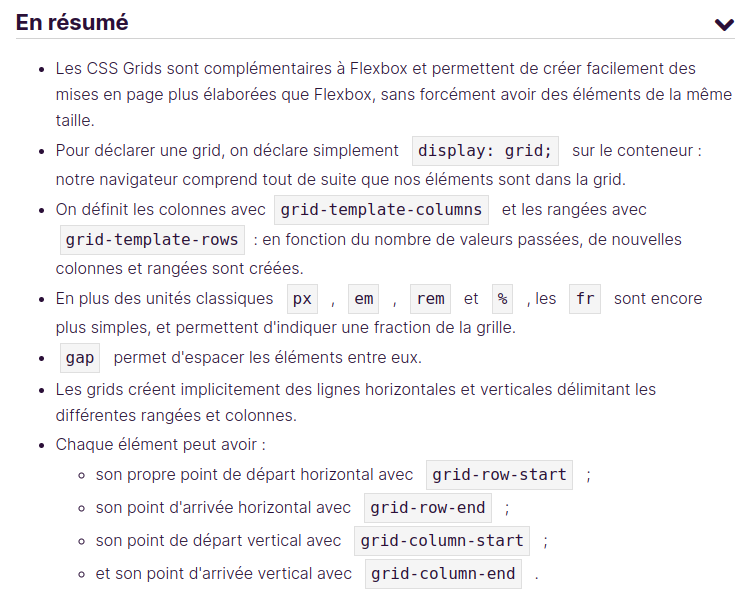 En résumé
• Les CSS Grids sont complémentaires à Flexbox et permettent de créer facilement des
mises en page plus élaborées que Flexbox, sans forcément avoir des éléments de la même
taille.
• Pour déclarer une grid, on déclare simplement display: grid; sur le conteneur :
notre navigateur comprend tout de suite que nos éléments sont dans la grid.
• On définit les colonnes avec grid-template-columns et les rangées avec
grid-template-rows : en fonction du nombre de valeurs passées, de nouvelles
colonnes et rangées sont créées.
• En plus des unités classiques px , em , rem et % , les fr sont encore
plus simples, et permettent d'indiquer une fraction de la grille.
• gap permet d'espacer les éléments entre eux.
• Les grids créent implicitement des lignes horizontales et verticales délimitant les
différentes rangées et colonnes.
• Chaque élément peut avoir :
◦ son propre point de départ horizontal avec grid-row-start ;
◦ son point d'arrivée horizontal avec grid-row-end ;
◦ son point de départ vertical avec grid-column-start ;
◦ et son point d'arrivée vertical avec grid-column-end .